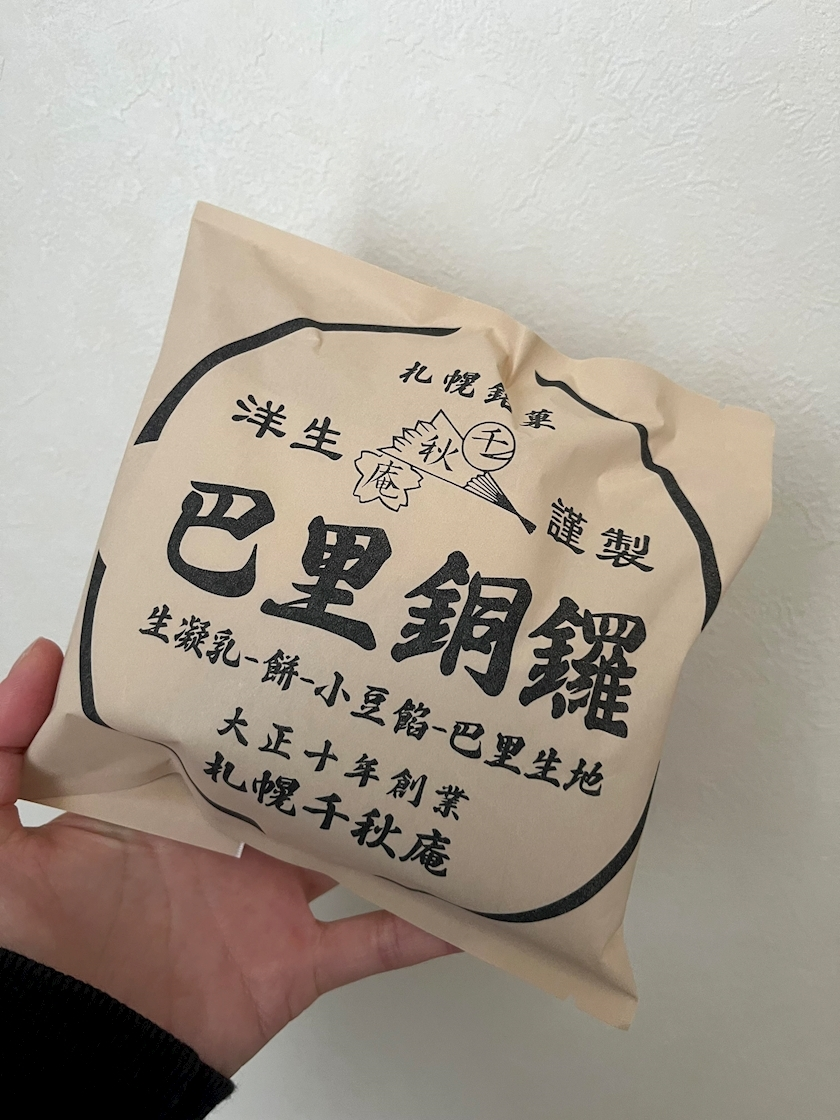 札幌銘菓
洋生
千
秋
庵
謹製
巴里銅鑼
生凝乳-餅-小豆餡-巴里生地
大正十年創業
札幌千秋庵